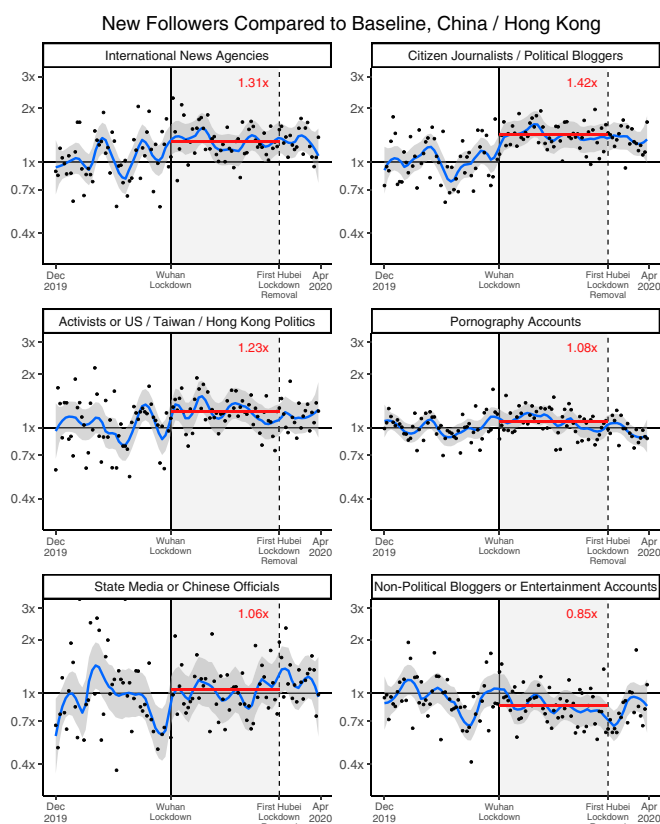 New Followers Compared to Baseline, China / Hong Kong
International News Agencies
1.31x
3x
2x
1x
0.7x
0.4x
Dec
2019
Wuhan
Lockdown
First Hubei
Lockdown
Removal
Apr
2020
Citizen Journalists / Political Bloggers
1.42x
3x
2x
1x
0.7x
0.4x
Dec
2019
Wuhan
Lockdown
First Hubei
Lockdown
Removal
Apr
2020
Activists or US / Taiwan / Hong Kong Politics
1.23x
3x
2x
1x
0.7x
0.4x
Dec
2019
Wuhan
Lockdown
First Hubei
Lockdown
Removal
Apr
2020
Pornography Accounts
1.08x
3x
2x
1x
0.7x
0.4x
Dec
2019
Wuhan
Lockdown
First Hubei
Lockdown
Removal
Apr
2020
State Media or Chinese Officials
1.06x
3x
2x
1x
0.7x
0.4x
Dec
2019
Wuhan
Lockdown
First Hubei
Lockdown
Removal
Apr
2020
Non-Political Bloggers or Entertainment Accounts
0.85x
3x
2x
1x
0.7x
0.4x
Dec
2019
Wuhan
Lockdown
First Hubei
Lockdown
Removal
Apr
2020